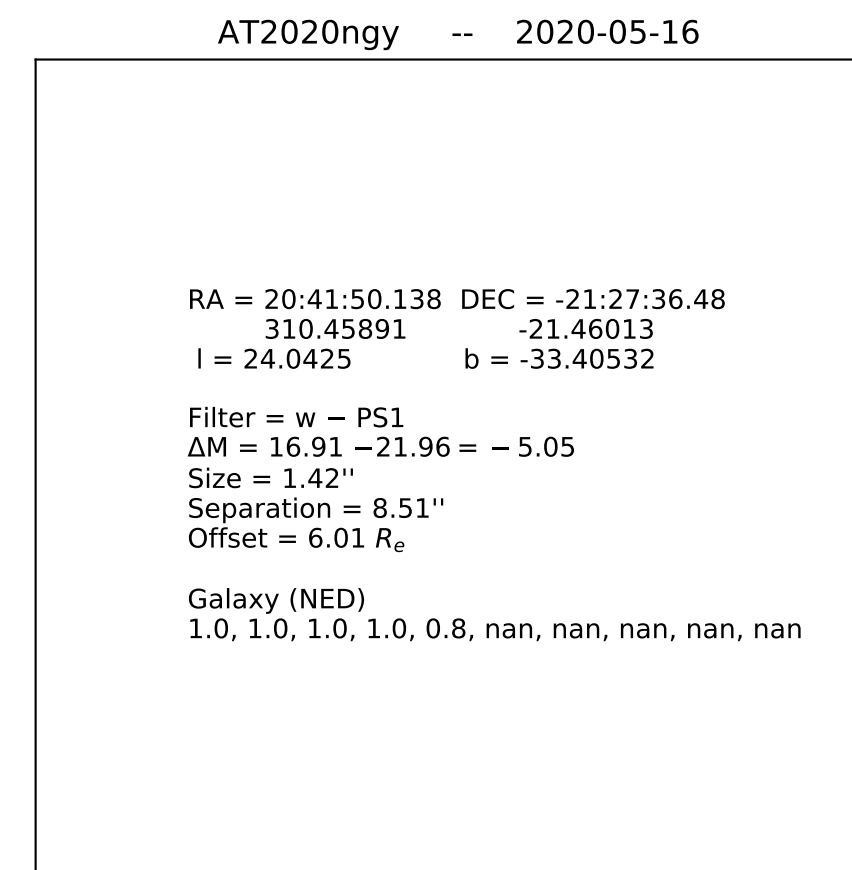 AT2020ngy -- 2020-05-16
RA = 20:41:50.138 DEC = -21:27:36.48
310.45891 -21.46013
l = 24.0425 b = -33.40532
Filter = w − PS1
ΔM = 16.91 −21.96 = − 5.05
Size = 1.42''
Separation = 8.51''
Offset = 6.01 Re
Galaxy (NED)
1.0, 1.0, 1.0, 1.0, 0.8, nan, nan, nan, nan, nan